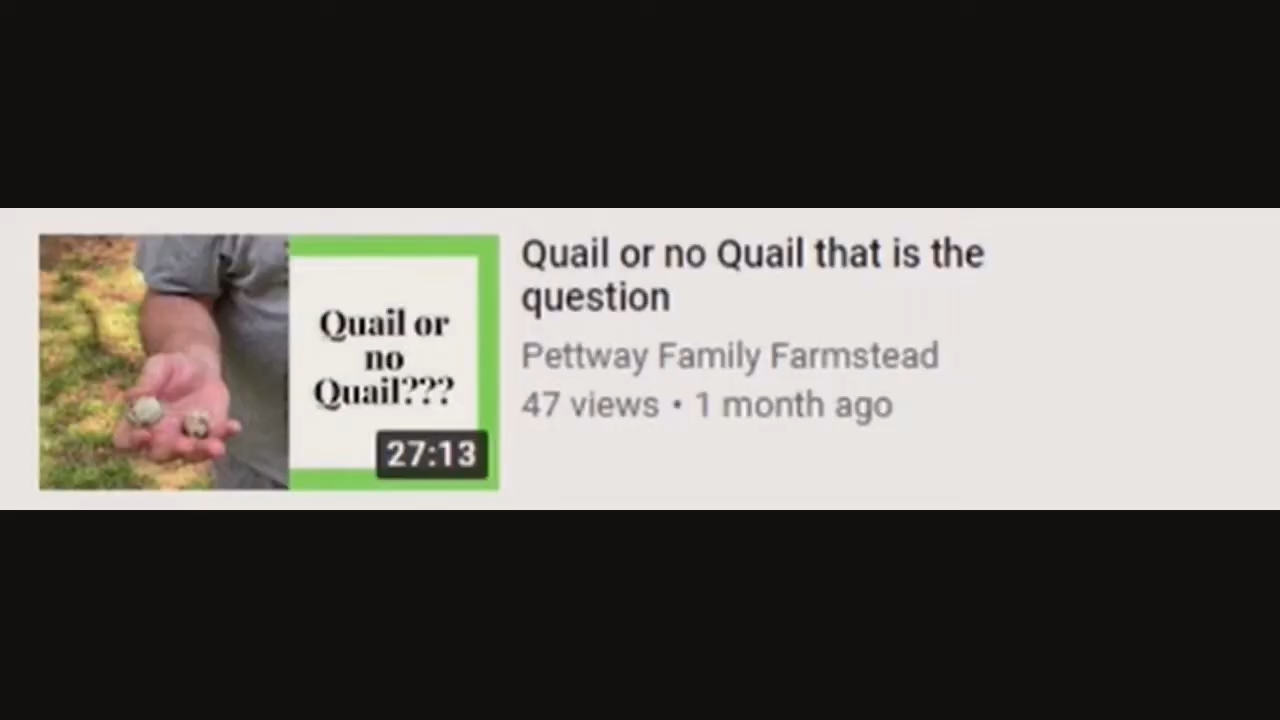 Quail or
no
Quail???
27:13
Quail or no Quail that is the
question
Pettway Family Farmstead
47 views • 1 month ago